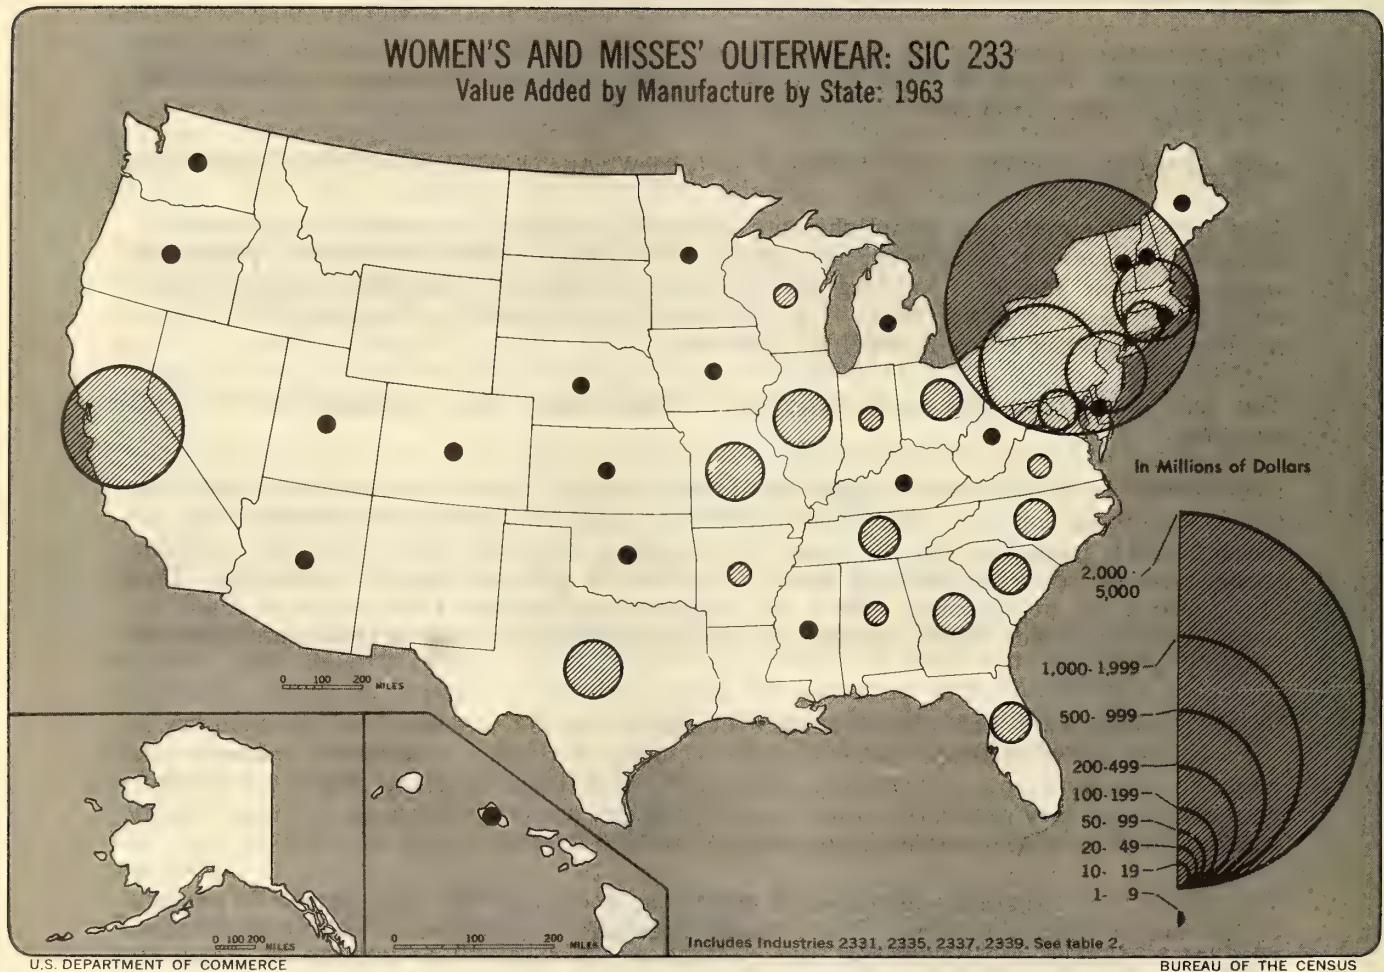 WOMEN'S AND MISSES' OUTERWEAR: SIC 233
Value Added by Manufacture by State: 1963
In Millions of Dollars
2,000-
5,000
1,000-1,999
500- 999
200-499
100-199
50- 99
20- 49
10- 19
1- 9
0 100 200
MILES
0 100 200
MILES
0 100 200
MILES
Includes Industries 2331, 2335, 2337, 2339. See table 2.
U.S. DEPARTMENT OF COMMERCE
BUREAU OF THE CENSUS